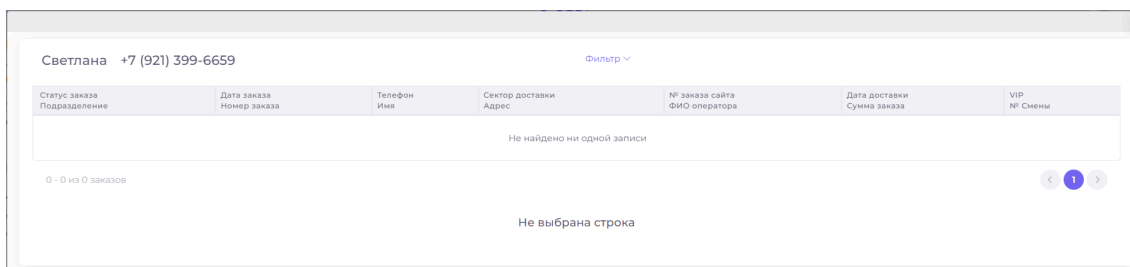 Светлана +7 (921) 399-6659
Фильтр
Статус заказа Дата заказа Телефон Сектор доставки № заказа сайта Дата доставки VIP
Подразделение Номер заказа Имя Адрес ФИО оператора Сумма заказа № Смены
Не найдено ни одной записи
0 - 0 из 0 заказов
1
Не выбрана строка